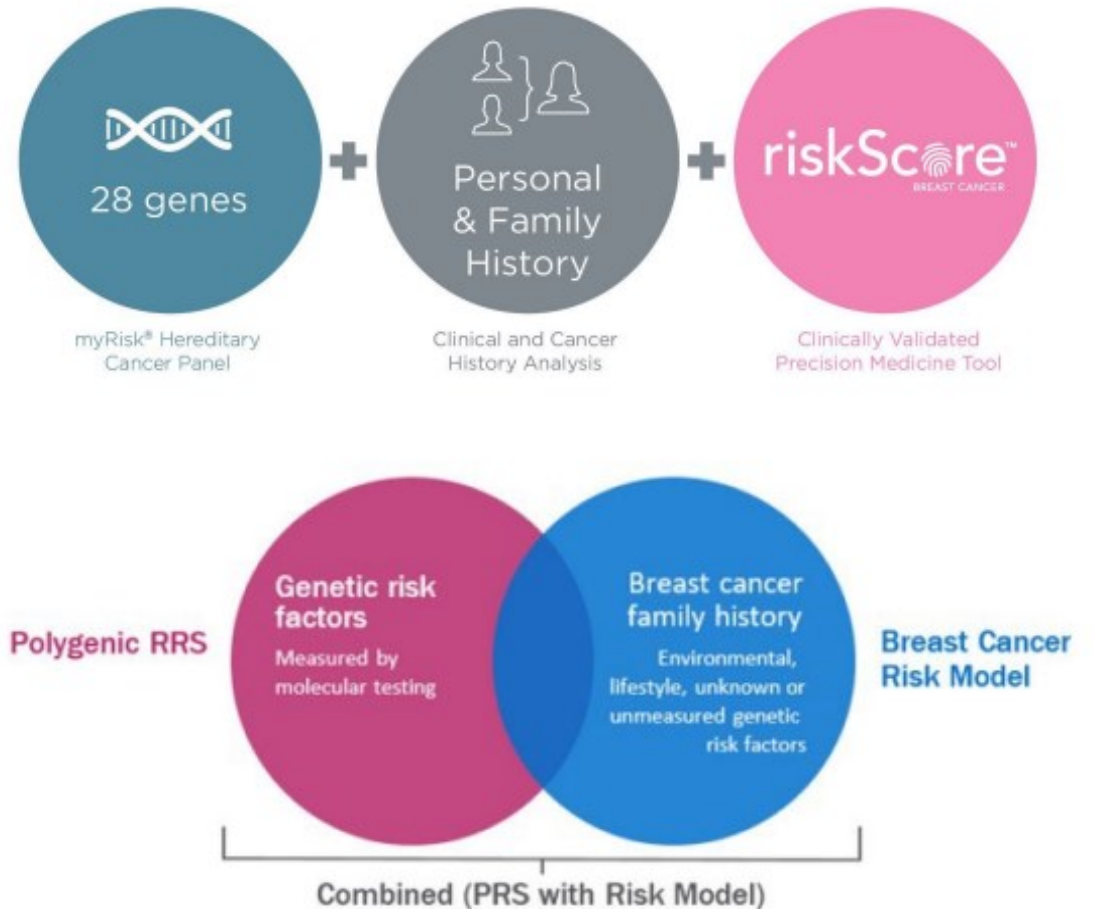 28 genes
+
Personal
& Family
History
+
riskScore™
BREAST CANCER
myRisk® Hereditary
Cancer Panel
Clinical and Cancer
History Analysis
Clinically Validated
Precision Medicine Tool
Polygenic RRS
Genetic risk
factors
Measured by
molecular testing
Breast cancer
family history
Environmental,
lifestyle, unknown or
unmeasured genetic
risk factors
Breast Cancer
Risk Model
Combined (PRS with Risk Model)